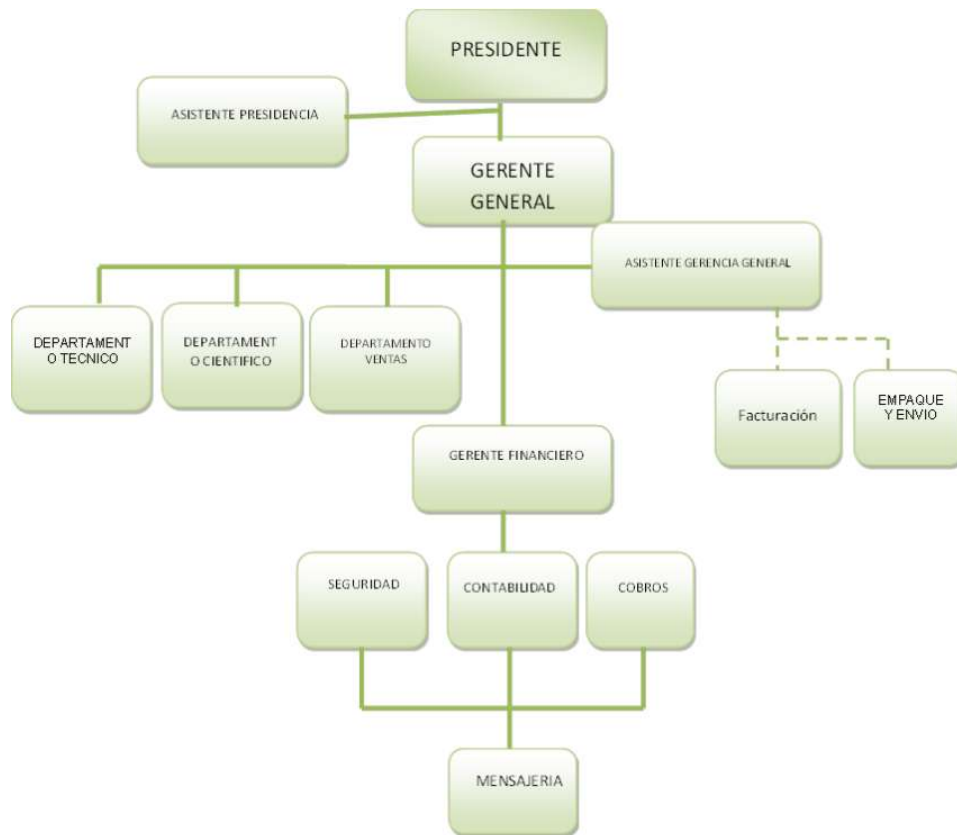 PRESIDENTE
ASISTENTE PRESIDENCIA
GERENTE
GENERAL
ASISTENTE GERENCIA GENERAL
DEPARTAMENT
O TECNICO
DEPARTAMENT
O CIENTIFICO
DEPARTAMENTO
VENTAS
Facturación
EMPAQUE
Y ENVIO
GERENTE FINANCIERO
SEGURIDAD
CONTABILIDAD
COBROS
MENSAJERIA